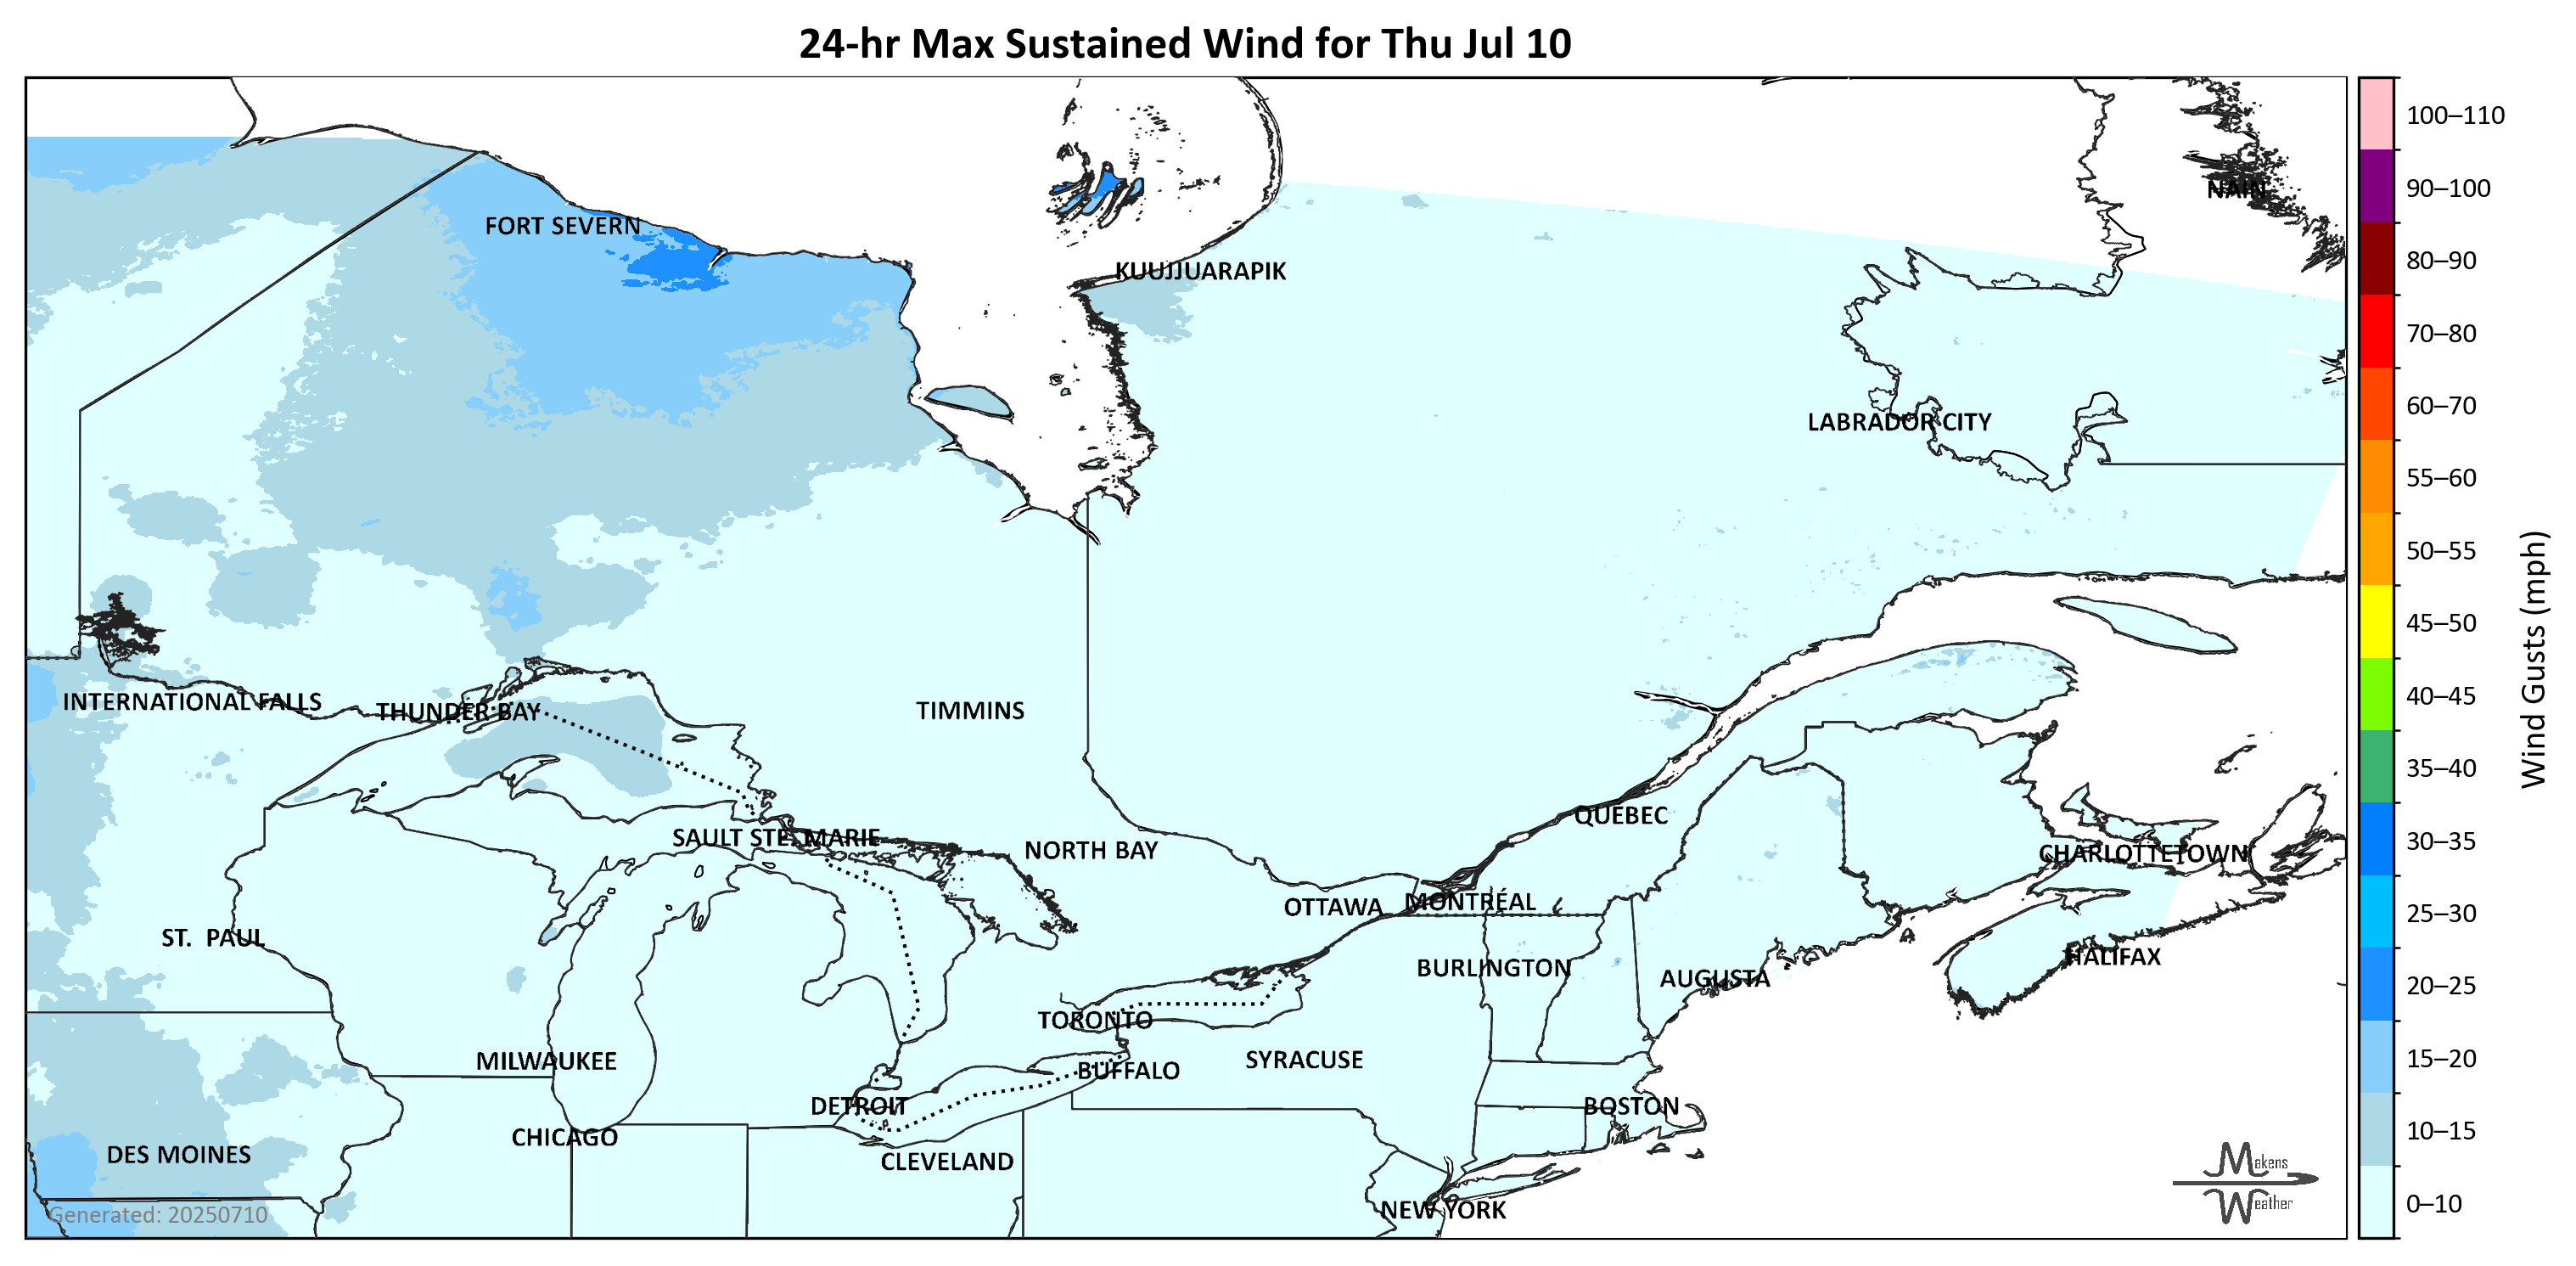 24-hr Max Sustained Wind for Thu Jul 10
100–110
90–100
80–90
70–80
60–70
55–60
50–55
45–50
40–45
35–40
30–35
25–30
20–25
15–20
10–15
0–10
Wind Gusts (mph)
NAIN
FORT SEVERN
KUUJJUARAPIK
LABRADOR CITY
INTERNATIONAL FALLS
THUNDER BAY
TIMMINS
QUÉBEC
SAULT STE. MARIE
NORTH BAY
CHARLOTTETOWN
OTTAWA
MONTRÉAL
ST.  PAUL
HALIFAX
BURLINGTON
AUGUSTA
TORONTO
MILWAUKEE
SYRACUSE
BUFFALO
DETROIT
BOSTON
CHICAGO
DES MOINES
CLEVELAND
NEW YORK
Generated: 20250710
Makens
Weather